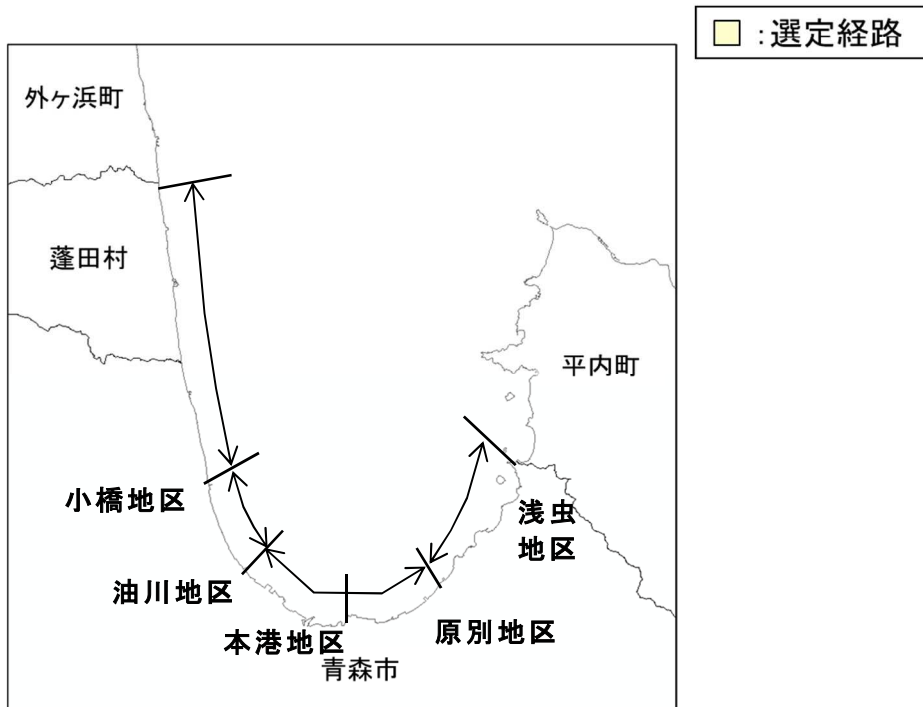 ：選定経路
外ヶ浜町
蓬田村
平内町
小橋地区
浅虫
地区
油川地区
本港地区
原別地区
青森市